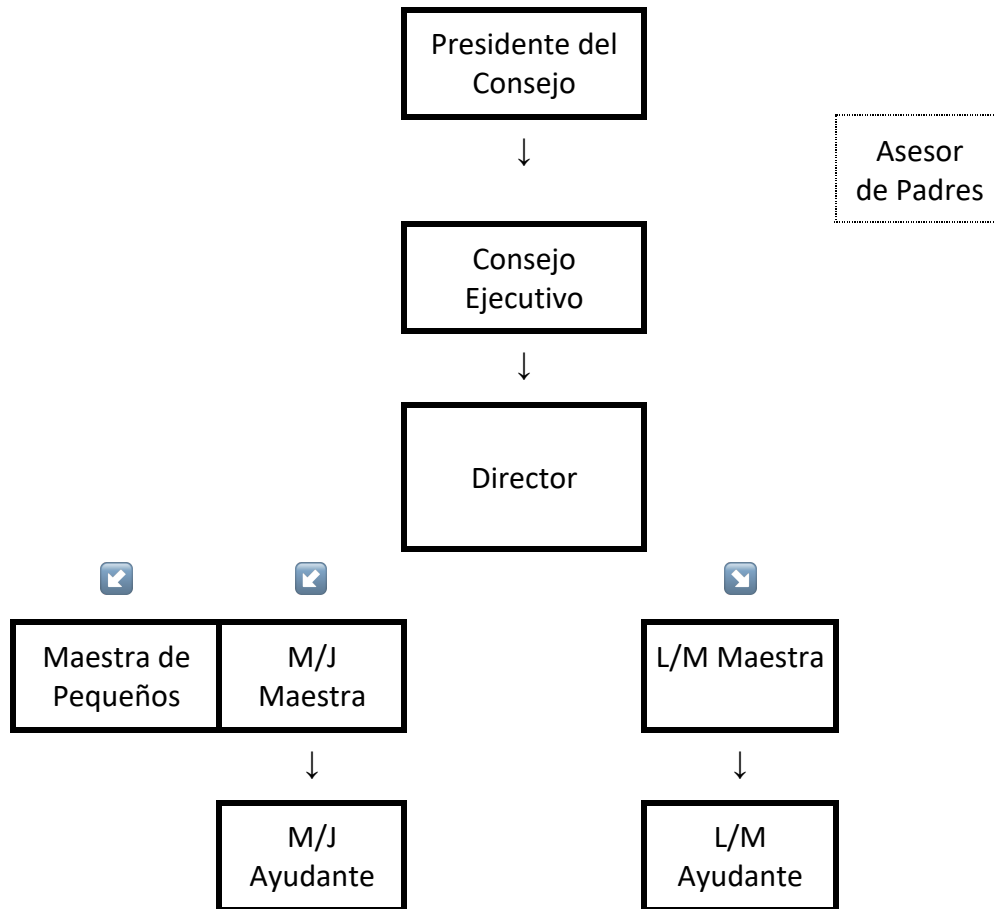 Presidente del
Consejo
↓
Asesor
de Padres
Consejo
Ejecutivo
↓
Director
Maestra de
Pequeños
M/J
Maestra
L/M Maestra
↓
↓
M/J
Ayudante
L/M
Ayudante